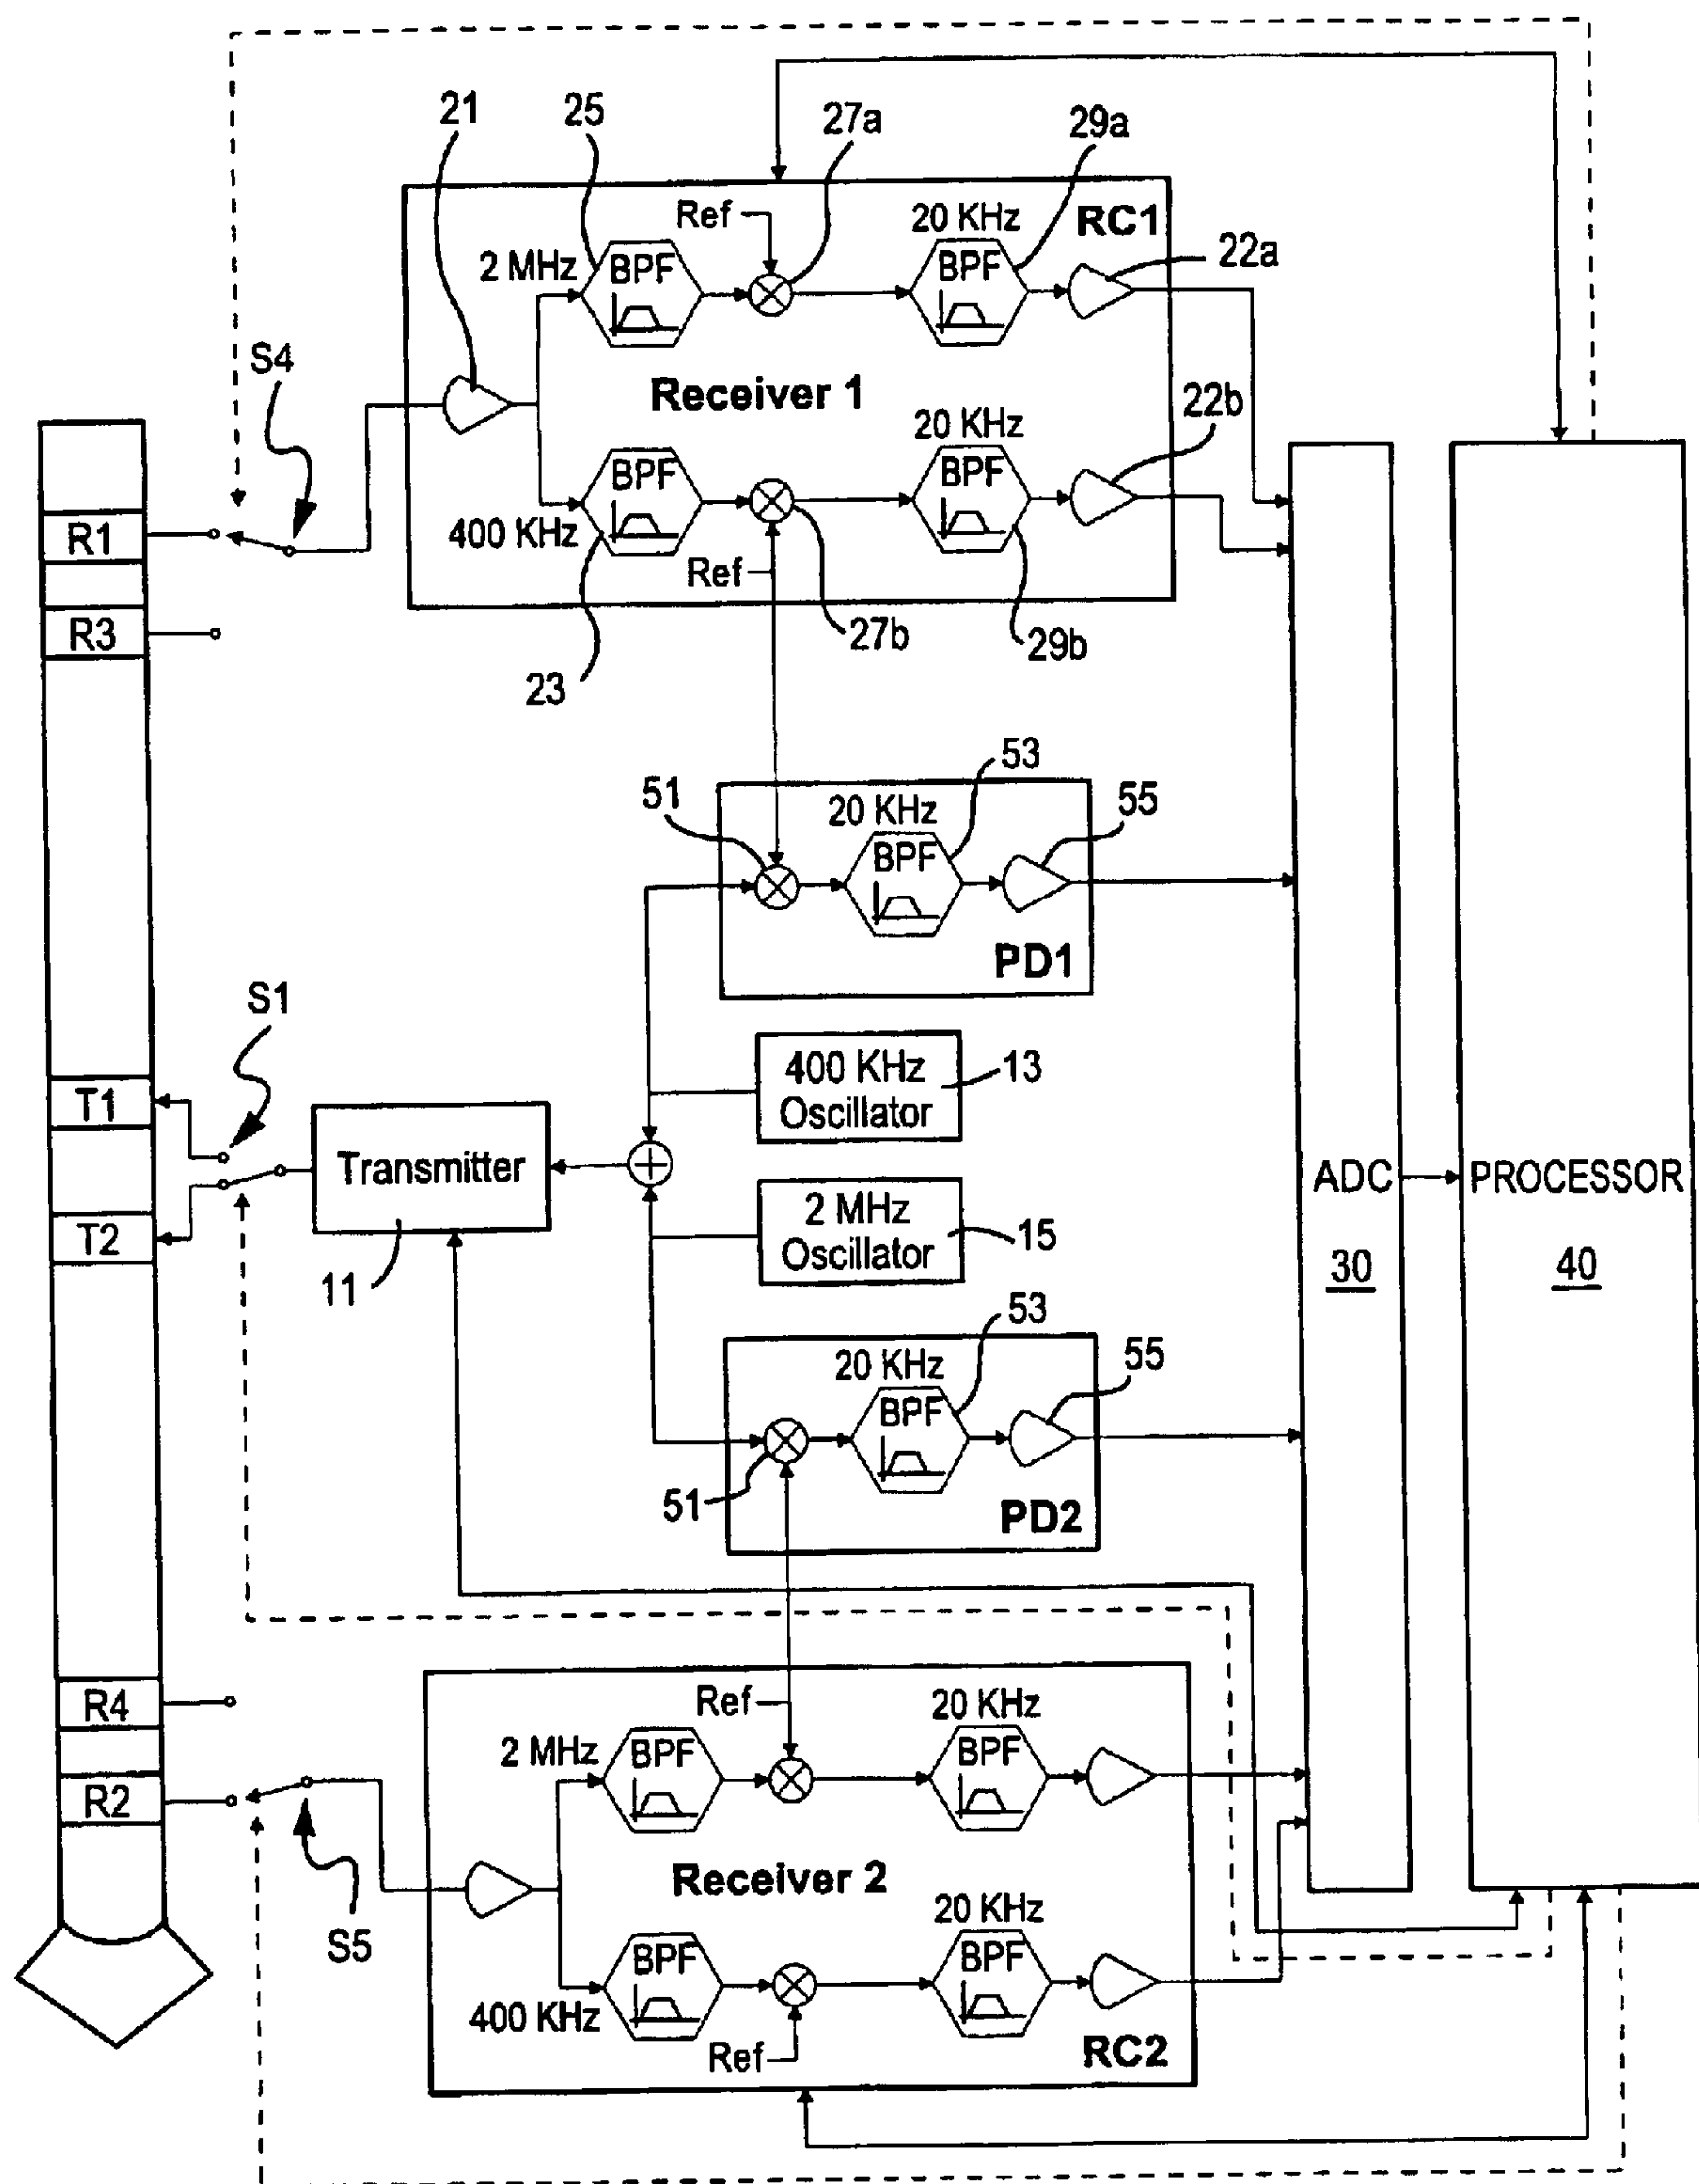 21
25
27a
29a
Ref
20 KHz
RC1
2 MHz
BPF
BPF
22a
S4
Receiver 1
22b
20 KHz
R1
BPF
BPF
400 KHz
Ref
R3
27b
29b
23
53
51
20 KHz
55
BPF
PD1
S1
400 KHz
Oscillator
13
T1
Transmitter
ADC
PROCESSOR
2 MHz
Oscillator
15
T2
11
30
40
53
20 KHz
55
BPF
51
PD2
R4
Ref
20 KHz
2 MHz
BPF
BPF
R2
Receiver 2
S5
20 KHz
BPF
BPF
400 KHz
Ref
RC2